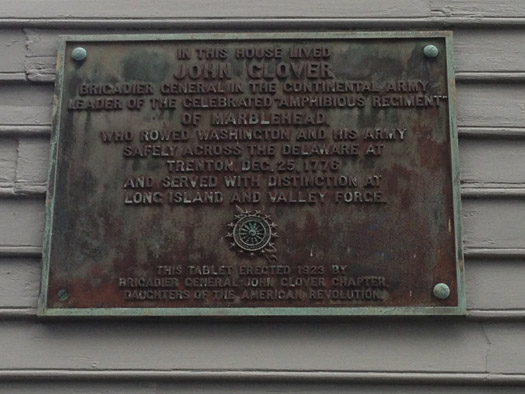 IN THIS HOUSE LIVED
JOHN GLOVER
BRIGADIER GENERAL IN THE CONTINENTAL ARMY
LEADER OF THE CELEBRATED "AMPHIBIOUS REGIMENT"
OF MARBLEHEAD,
WHO ROWED WASHINGTON AND HIS ARMY
SAFELY ACROSS THE DELAWARE AT
TRENTON, DEC. 25, 1776
AND SERVED WITH DISTINCTION AT
LONG ISLAND AND VALLEY FORGE.
THIS TABLET ERECTED 1923 BY
BRIGADIER GENERAL JOHN GLOVER CHAPTER,
DAUGHTERS OF THE AMERICAN REVOLUTION.